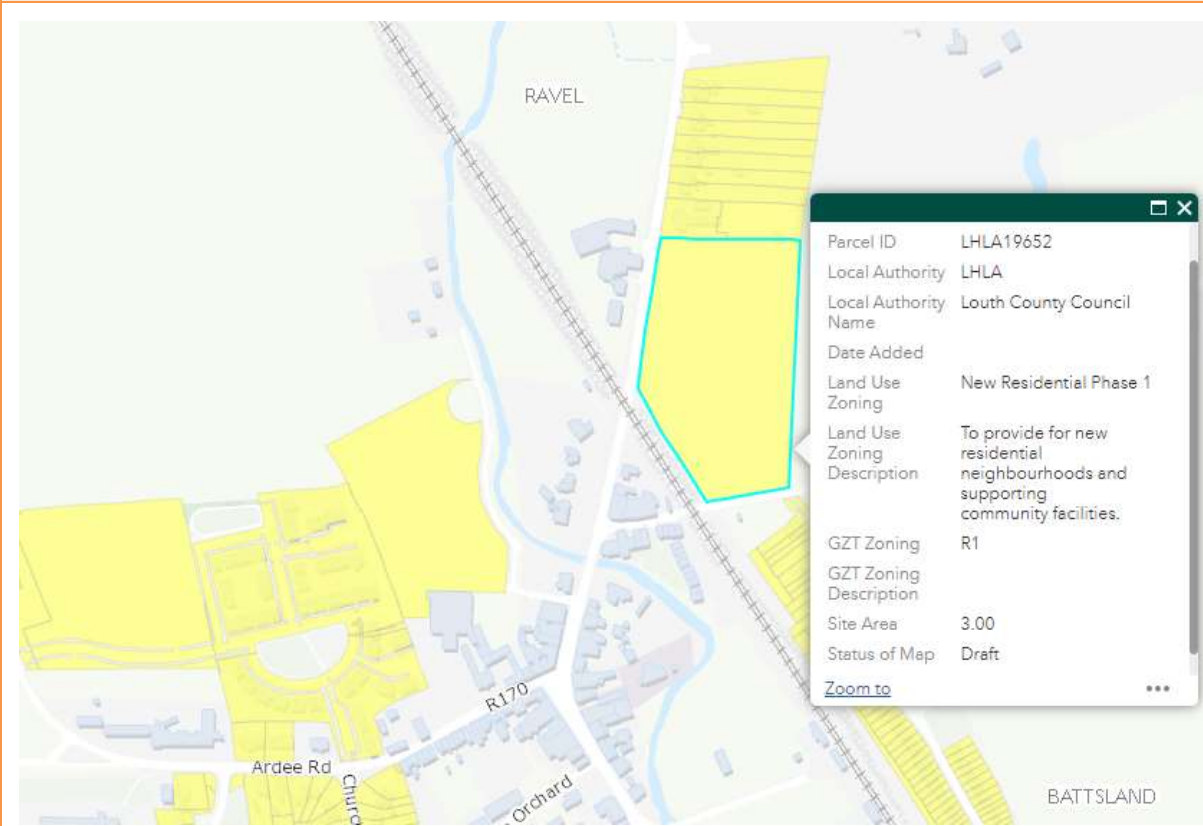 RAVEL
Parcel ID LHLA19652
Local Authority LHLA
Local Authority Louth County Council
Name
Date Added
Land Use New Residential Phase 1
Zoning
Land Use To provide for new
Zoning residential
Description neighbourhoods and
supporting
community facilities.
GZT Zoning R1
GZT Zoning
Description
Site Area 3.00
Status of Map Draft
Zoom to
R170
Ardee Rd
Churc
Orchard
BATTSLAND